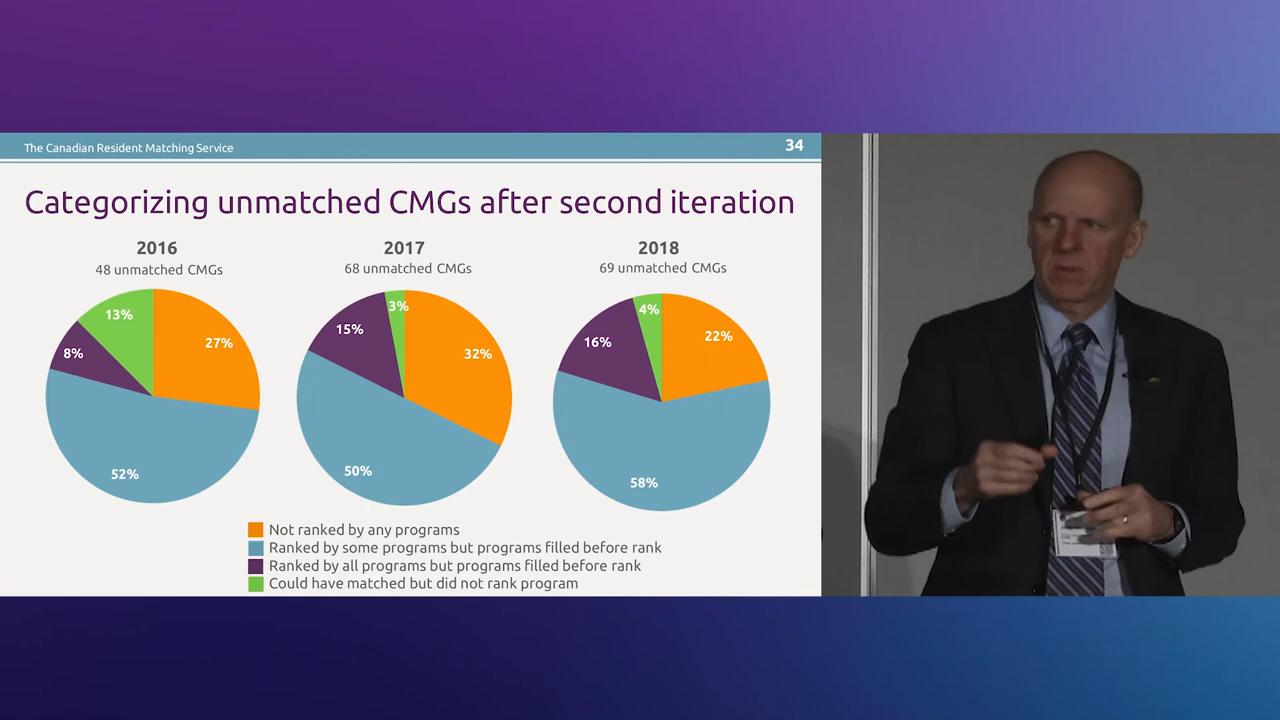 The Canadian Resident Matching Service
34
Categorizing unmatched CMGs after second iteration
2016
48 unmatched CMGs
13%
27%
8%
52%
2017
68 unmatched CMGs
3%
15%
32%
50%
2018
69 unmatched CMGs
4%
16%
22%
58%
Not ranked by any programs
Ranked by some programs but programs filled before rank
Ranked by all programs but programs filled before rank
Could have matched but did not rank program